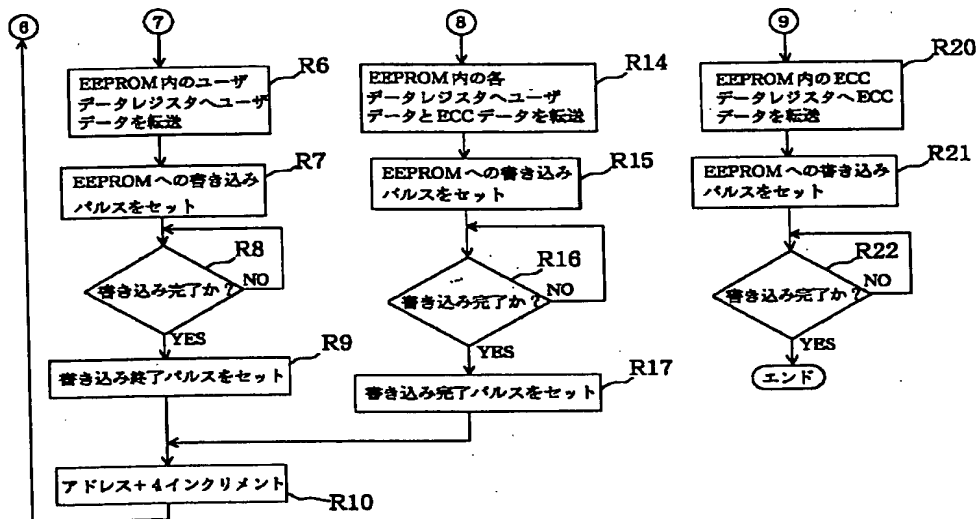 6
7
8
9
EEPROM内のユーザ
データレジスタへユーザ
データを転送
R6
EEPROMへの書き込み
パルスをセット
R7
書き込み完了か?
R8
NO
YES
書き込み終了パルスをセット
R9
アドレス+4インクリメント
R10
EEPROM内の各
データレジスタへユーザ
データとECCデータを転送
R14
EEPROMへの書き込み
パルスをセット
R15
書き込み完了か?
R16
NO
YES
書き込み完了パルスをセット
R17
EEPROM内のECC
データレジスタへECC
データを転送
R20
EEPROMへの書き込み
パルスをセット
R21
書き込み完了か?
R22
NO
YES
エンド